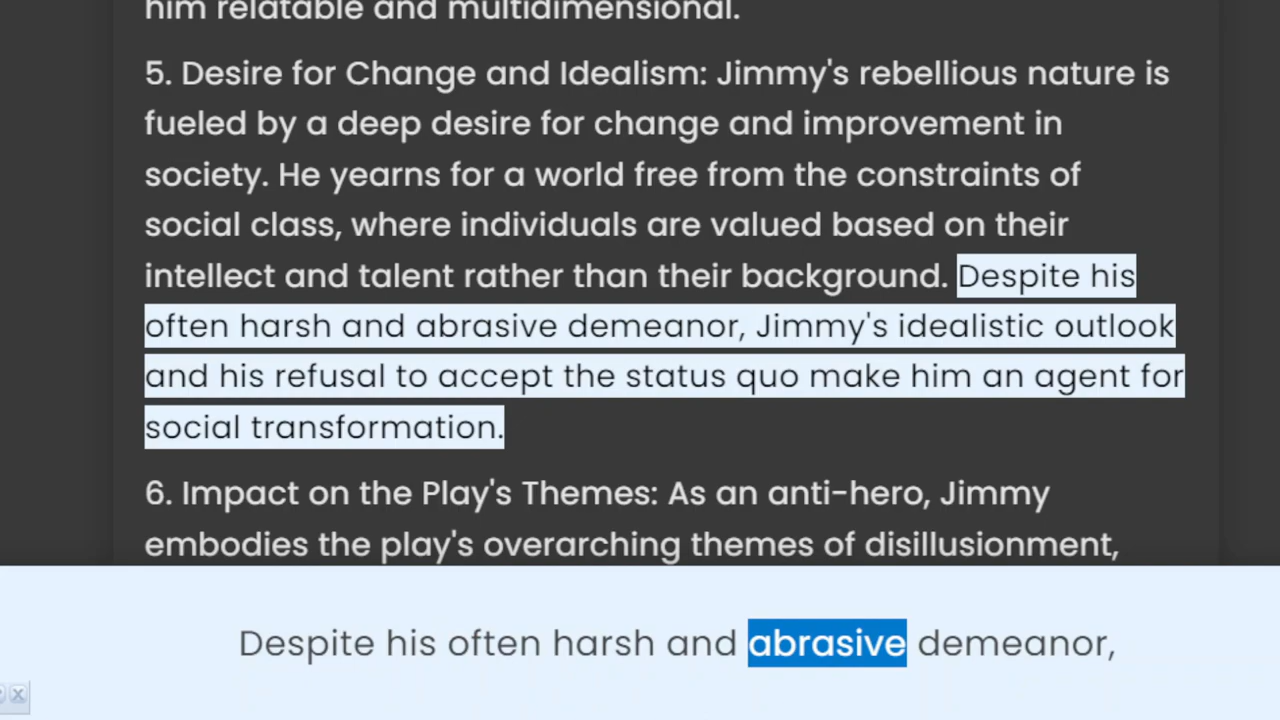 him relatable and multidimensional.
5. Desire for Change and Idealism: Jimmy's rebellious nature is
fueled by a deep desire for change and improvement in
society. He yearns for a world free from the constraints of
social class, where individuals are valued based on their
intellect and talent rather than their background. Despite his
often harsh and abrasive demeanor, Jimmy's idealistic outlook
and his refusal to accept the status quo make him an agent for
social transformation.
6. Impact on the Play's Themes: As an anti-hero, Jimmy
embodies the play's overarching themes of disillusionment,
Despite his often harsh and abrasive demeanor,